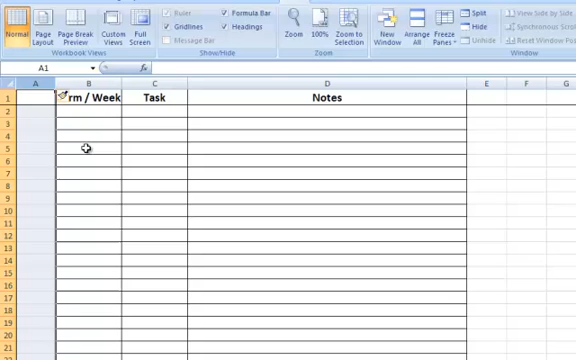 Ruler Formula Bar
Gridlines Headings
Message Bar
Normal Page Layout Page Break Preview Custom Views Full Screen
Workbook Views
Show/Hide
Zoom 100% Zoom to Selection
Zoom
New Window Arrange All Freeze Panes
Split
Hide
Unhide
View Side by Side
Synchronous Scroll
Reset Window Po
Window
A1 fx
A B C D E F G
1 rm / Week Task Notes
2
3
4
5
6
7
8
9
10
11
12
13
14
15
16
17
18
19
20
21